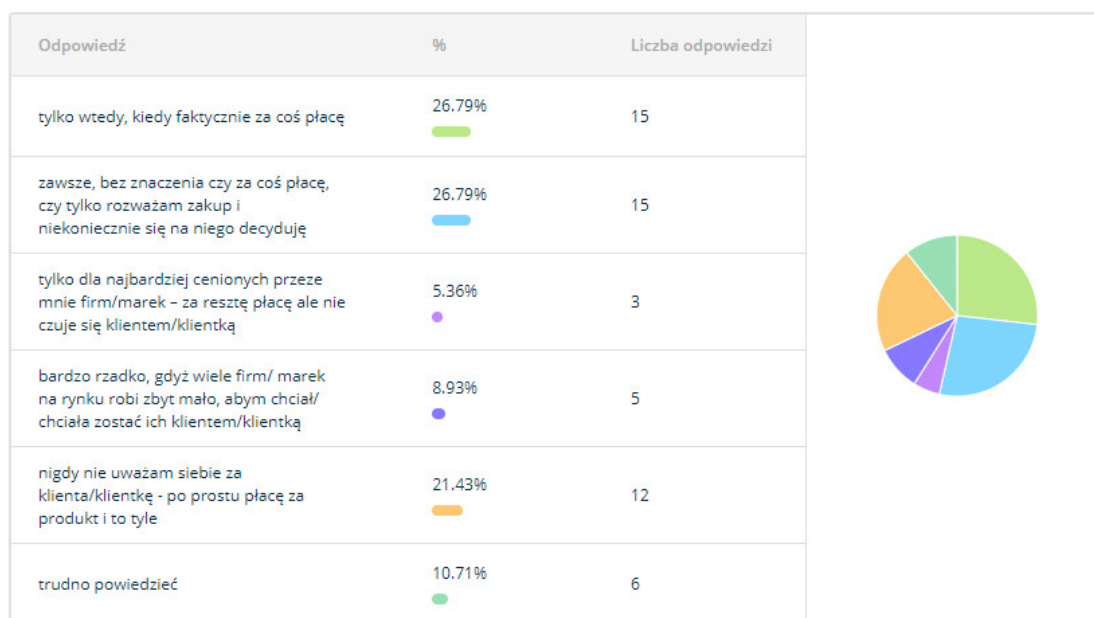 Odpowiedź % Liczba odpowiedzi
tylko wtedy, kiedy faktycznie za coś płacę 26.79% 15
zawsze, bez znaczenia czy za coś płacę,
czy tylko rozważam zakup i
niekoniecznie się na niego decyduję
26.79% 15
tylko dla najbardziej cenionych przeze
mnie firm/marek – za resztę płacę ale nie
czuje się klientem/klientką
5.36% 3
bardzo rzadko, gdyż wiele firm/ marek
na rynku robi zbyt mało, abym chciał/
chciała zostać ich klientem/klientką
8.93% 5
nigdy nie uważam siebie za
klienta/klientkę - po prostu płacę za
produkt i to tyle
21.43% 12
trudno powiedzieć 10.71% 6